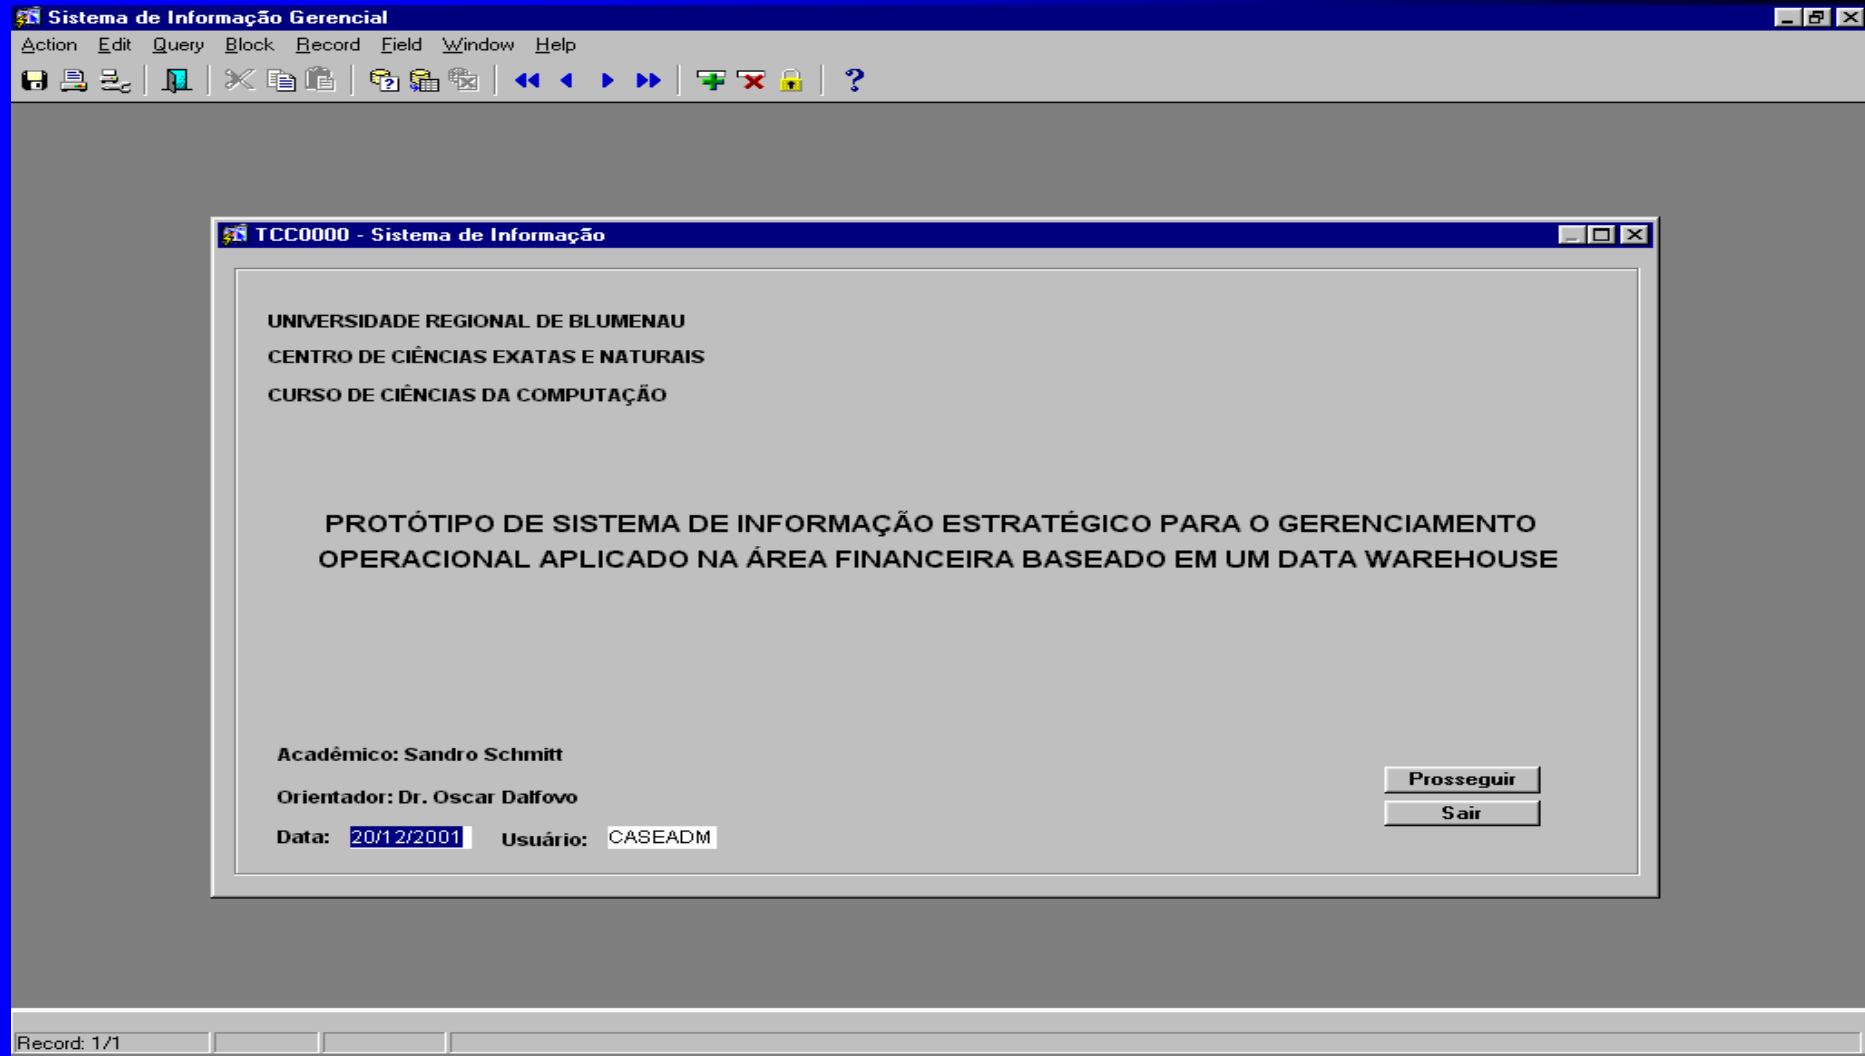 Sistema de Informação Gerencial
Action Edit Query Block Record Field Window Help
TCC0000 - Sistema de Informação
UNIVERSIDADE REGIONAL DE BLUMENAU
CENTRO DE CIÊNCIAS EXATAS E NATURAIS
CURSO DE CIÊNCIAS DA COMPUTAÇÃO
PROTÓTIPO DE SISTEMA DE INFORMAÇÃO ESTRATÉGICO PARA O GERENCIAMENTO
OPERACIONAL APLICADO NA ÁREA FINANCEIRA BASEADO EM UM DATA WAREHOUSE
Acadêmico: Sandro Schmitt
Orientador: Dr. Oscar Dalfovo
Data: 20/12/2001 Usuário: CASEADM
Prosseguir
Sair
Record: 1/1